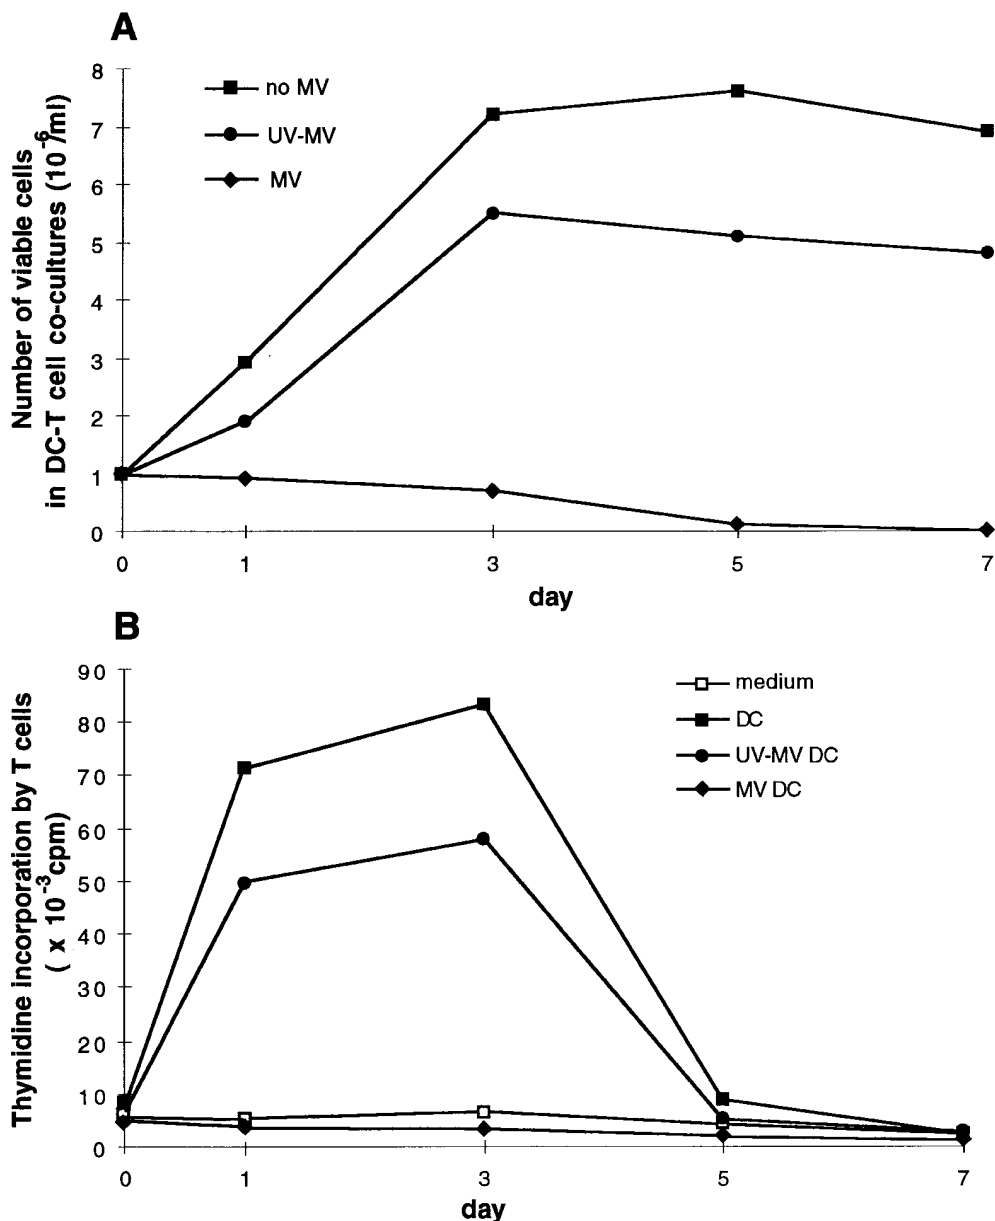 A
8
7
6
5
4
3
2
1
0
no MV
UV-MV
MV
Number of viable cells
in DC-T cell co-cultures (10-6/ml)
0 1 3 5 7
day
B
90
80
70
60
50
40
30
20
10
0
medium
DC
UV-MV DC
MV DC
Thymidine incorporation by T cells
( x 10-3cpm)
0 1 3 5 7
day